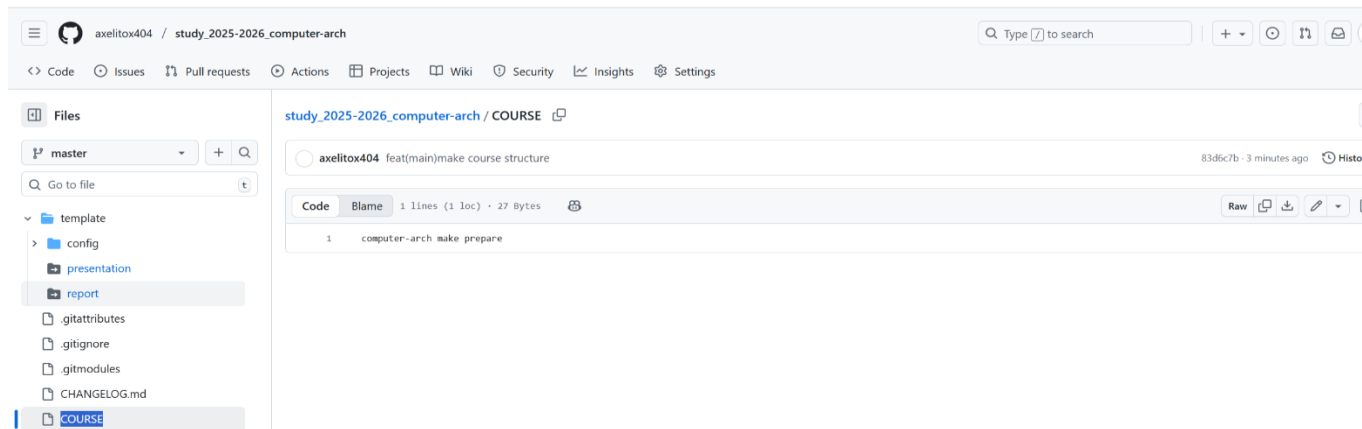 axelitox404 / study_2025-2026_computer-arch
Type / to search
Code Issues Pull requests Actions Projects Wiki Security Insights Settings
Files
master
Go to file t
template
config
presentation
report
.gitattributes
.gitignore
.gitmodules
CHANGELOG.md
COURSE
study_2025-2026_computer-arch / COURSE
axelitox404 feat(main)make course structure 83d6c7b · 3 minutes ago Histo
Code Blame 1 lines (1 loc) · 27 Bytes Raw
1 computer-arch make prepare